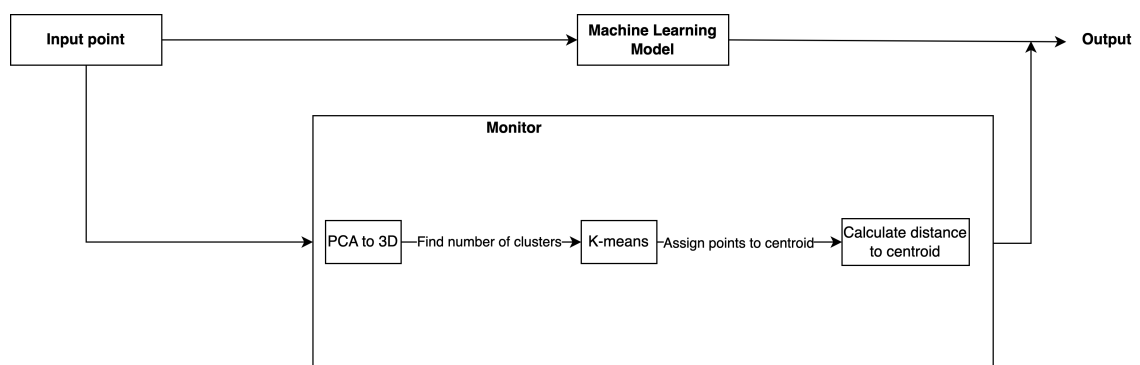 Input point
Machine Learning
Model
Output
Monitor
PCA to 3D
Find number of clusters
K-means
Assign points to centroid
Calculate distance
to centroid